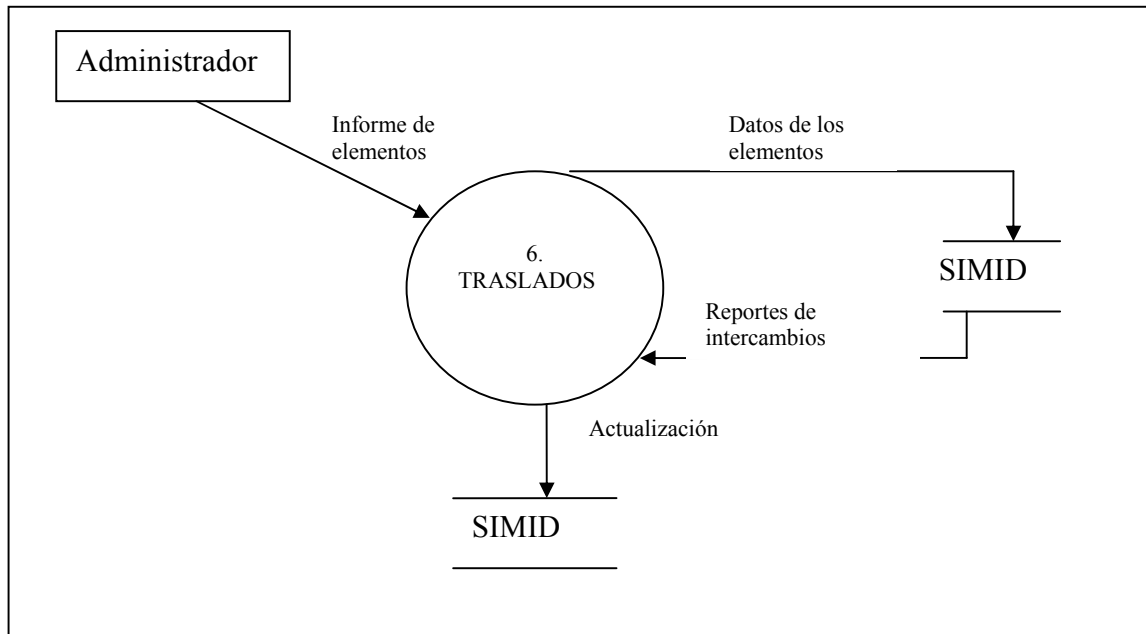 Administrador
Informe de
elementos
Datos de los
elementos
6.
TRASLADOS
SIMID
Reportes de
intercambios
Actualización
SIMID